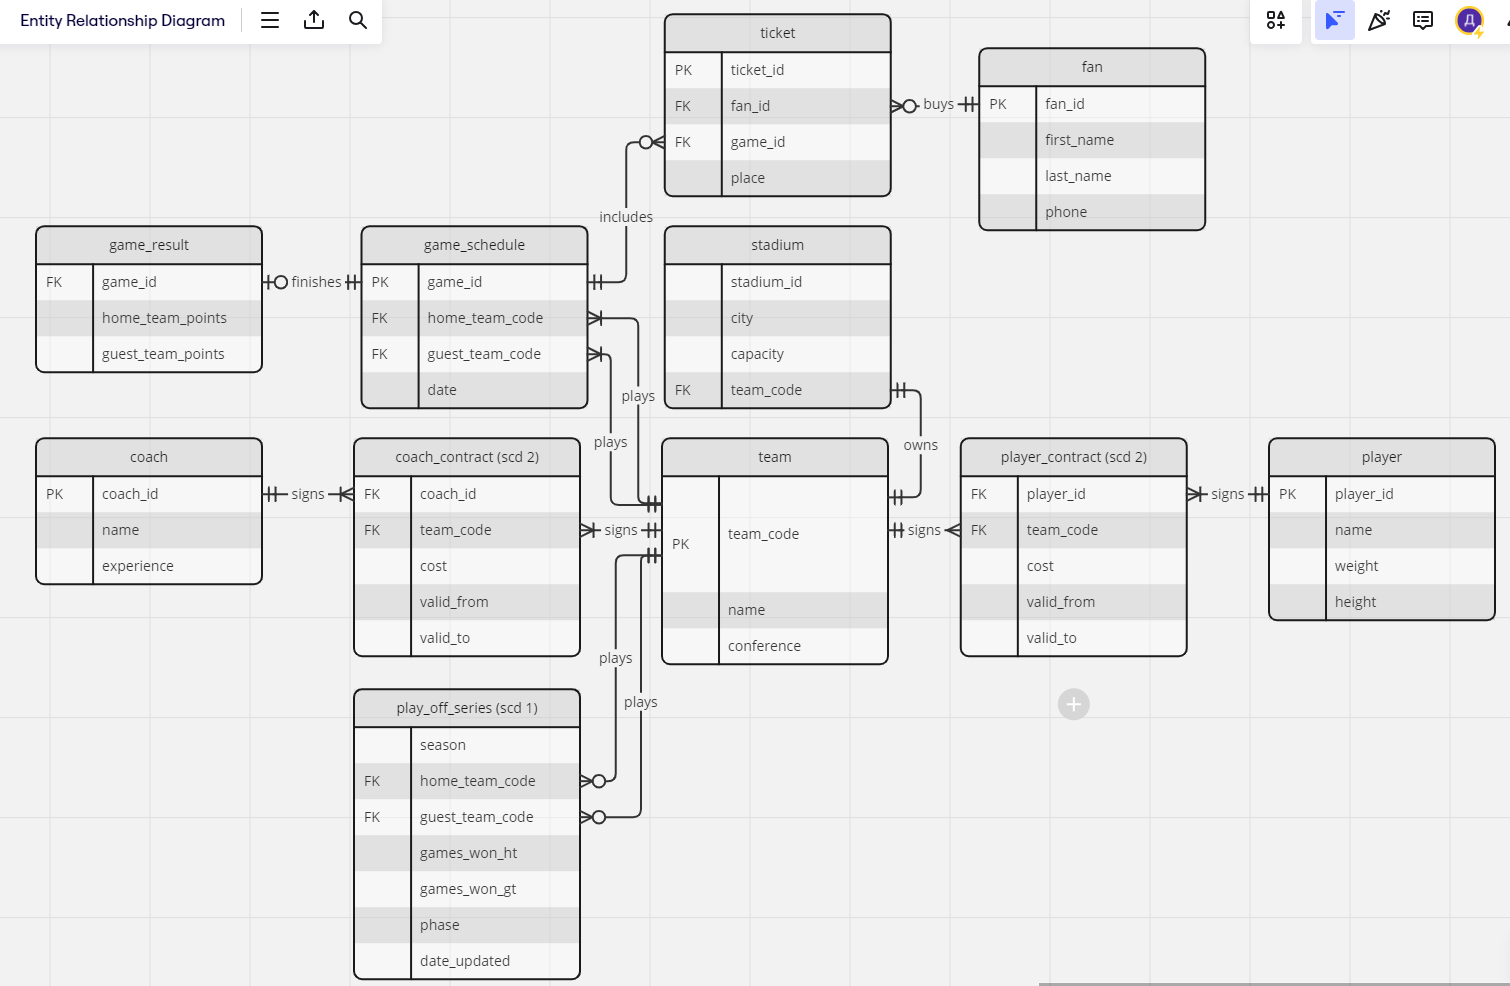 Entity Relationship Diagram
Д
ticket
PK ticket_id
FK fan_id
FK game_id
place
buys
fan
PK fan_id
first_name
last_name
phone
includes
game_result
FK game_id
home_team_points
guest_team_points
finishes
game_schedule
PK game_id
FK home_team_code
FK guest_team_code
date
stadium
stadium_id
city
capacity
FK team_code
plays
plays
owns
coach
PK coach_id
name
experience
signs
coach_contract (scd 2)
FK coach_id
FK team_code
cost
valid_from
valid_to
signs
team
PK team_code
name
conference
signs
player_contract (scd 2)
FK player_id
FK team_code
cost
valid_from
valid_to
signs
player
PK player_id
name
weight
height
plays
plays
play_off_series (scd 1)
season
FK home_team_code
FK guest_team_code
games_won_ht
games_won_gt
phase
date_updated